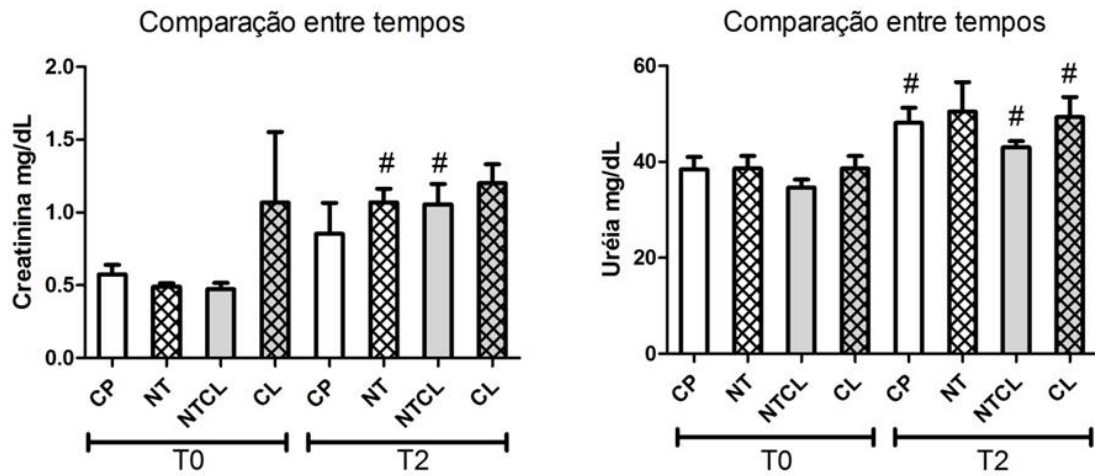 Comparação entre tempos
Creatinina mg/dL
2.0
1.5
1.0
0.5
0.0
# #
CP NT NTCL CL CP NT NTCL CL
T0 T2
Comparação entre tempos
Uréia mg/dL
60
40
20
0
# # #
CP NT NTCL CL CP NT NTCL CL
T0 T2